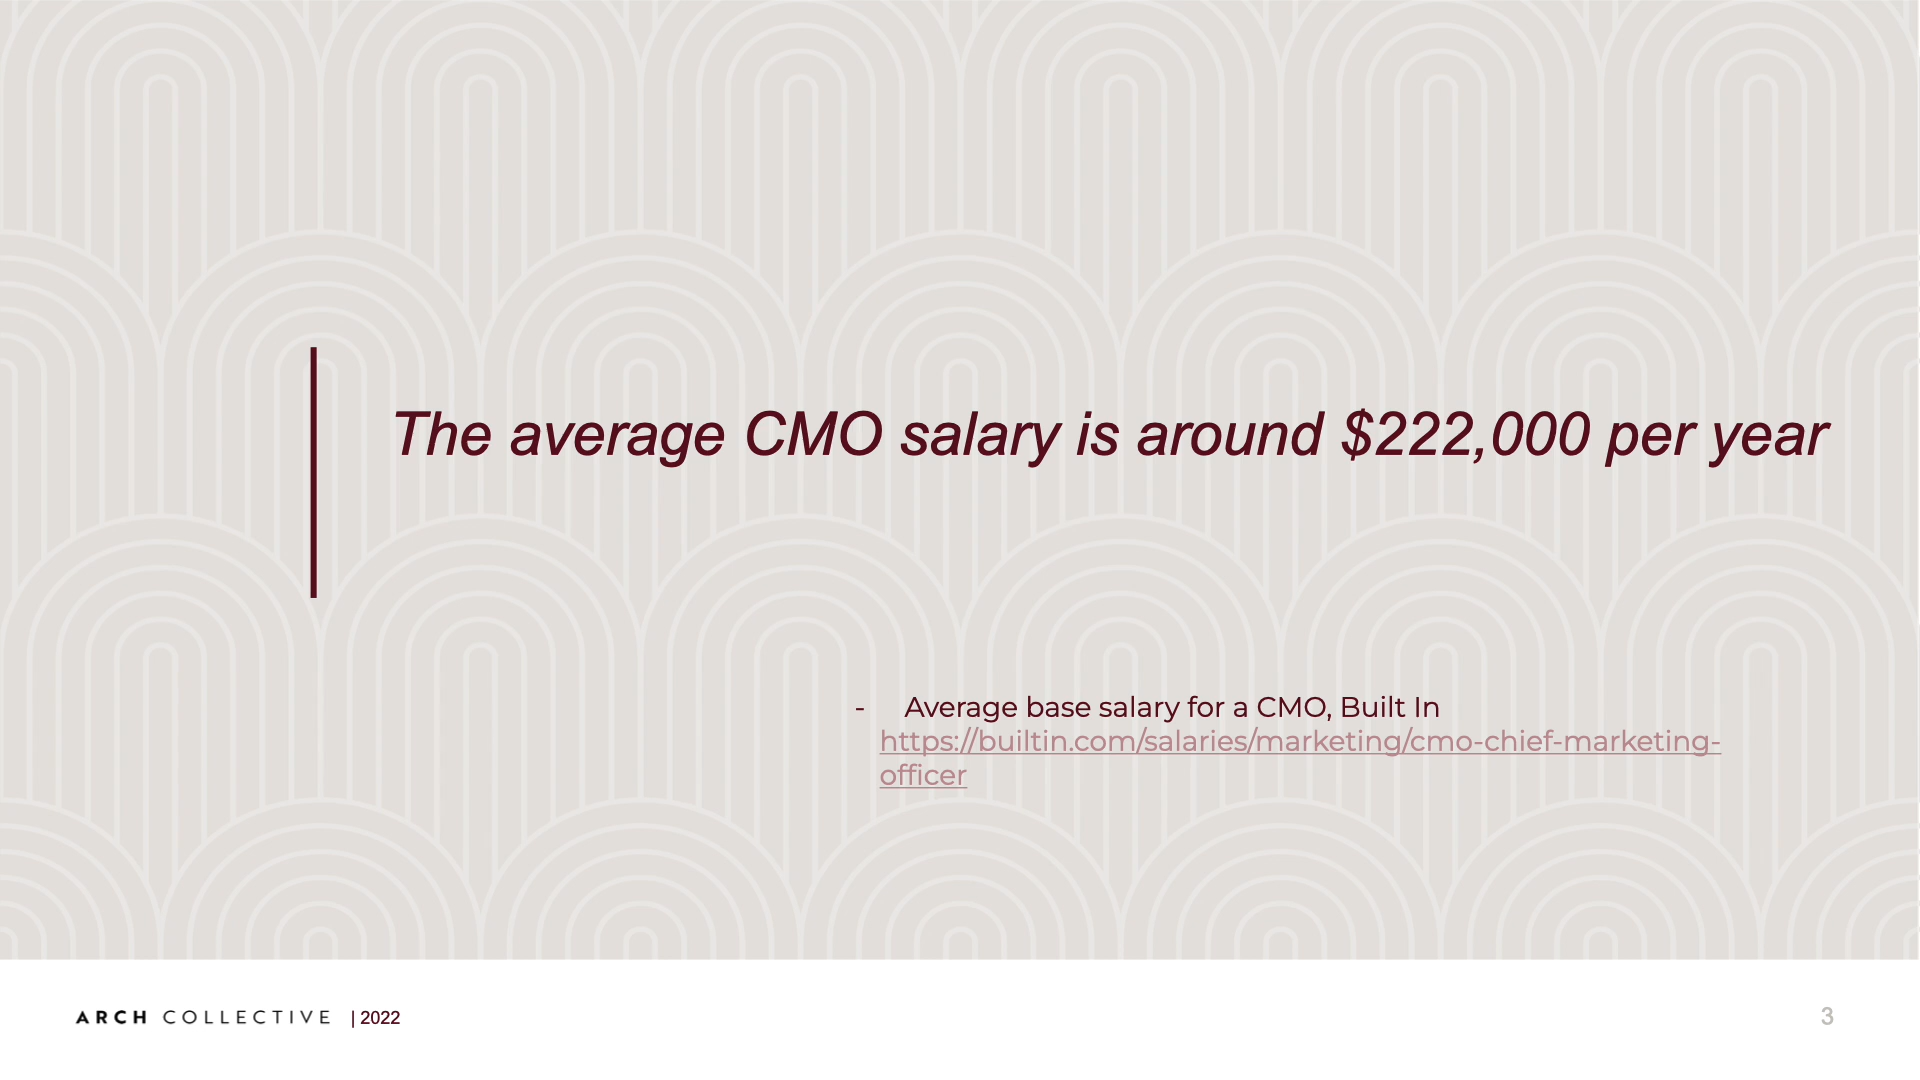 The average CMO salary is around $222,000 per year
- Average base salary for a CMO, Built In
https://builtin.com/salaries/marketing/cmo-chief-marketing-
officer
ARCH COLLECTIVE | 2022
3